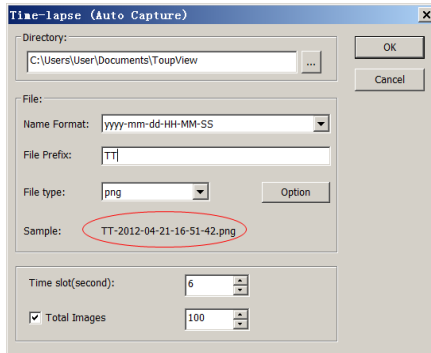 Time-lapse (Auto Capture)
Directory:
C:\Users\User\Documents\ToupView
...
OK
Cancel
File:
Name Format: yyyy-mm-dd-HH-MM-SS
File Prefix: TT
File type: png Option
Sample: TT-2012-04-21-16-51-42.png
Time slot(second): 6
Total Images 100